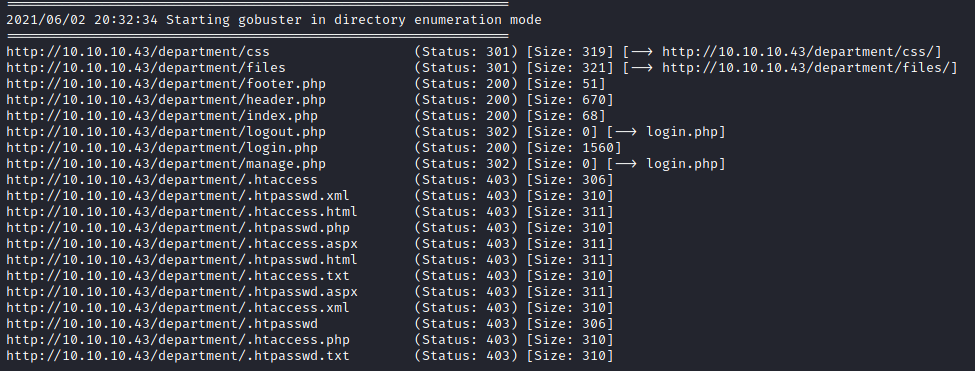 2021/06/02 20:32:34 Starting gobuster in directory enumeration mode
===============================================================
http://10.10.10.43/department/css (Status: 301) [Size: 319] [--> http://10.10.10.43/department/css/]
http://10.10.10.43/department/files (Status: 301) [Size: 321] [--> http://10.10.10.43/department/files/]
http://10.10.10.43/department/footer.php (Status: 200) [Size: 51]
http://10.10.10.43/department/header.php (Status: 200) [Size: 670]
http://10.10.10.43/department/index.php (Status: 200) [Size: 68]
http://10.10.10.43/department/logout.php (Status: 302) [Size: 0] [--> login.php]
http://10.10.10.43/department/login.php (Status: 200) [Size: 1560]
http://10.10.10.43/department/manage.php (Status: 302) [Size: 0] [--> login.php]
http://10.10.10.43/department/.htaccess (Status: 403) [Size: 306]
http://10.10.10.43/department/.htpasswd.xml (Status: 403) [Size: 310]
http://10.10.10.43/department/.htaccess.html (Status: 403) [Size: 311]
http://10.10.10.43/department/.htpasswd.php (Status: 403) [Size: 310]
http://10.10.10.43/department/.htaccess.aspx (Status: 403) [Size: 311]
http://10.10.10.43/department/.htpasswd.html (Status: 403) [Size: 311]
http://10.10.10.43/department/.htaccess.txt (Status: 403) [Size: 310]
http://10.10.10.43/department/.htpasswd.aspx (Status: 403) [Size: 311]
http://10.10.10.43/department/.htaccess.xml (Status: 403) [Size: 310]
http://10.10.10.43/department/.htpasswd (Status: 403) [Size: 306]
http://10.10.10.43/department/.htaccess.php (Status: 403) [Size: 310]
http://10.10.10.43/department/.htpasswd.txt (Status: 403) [Size: 310]